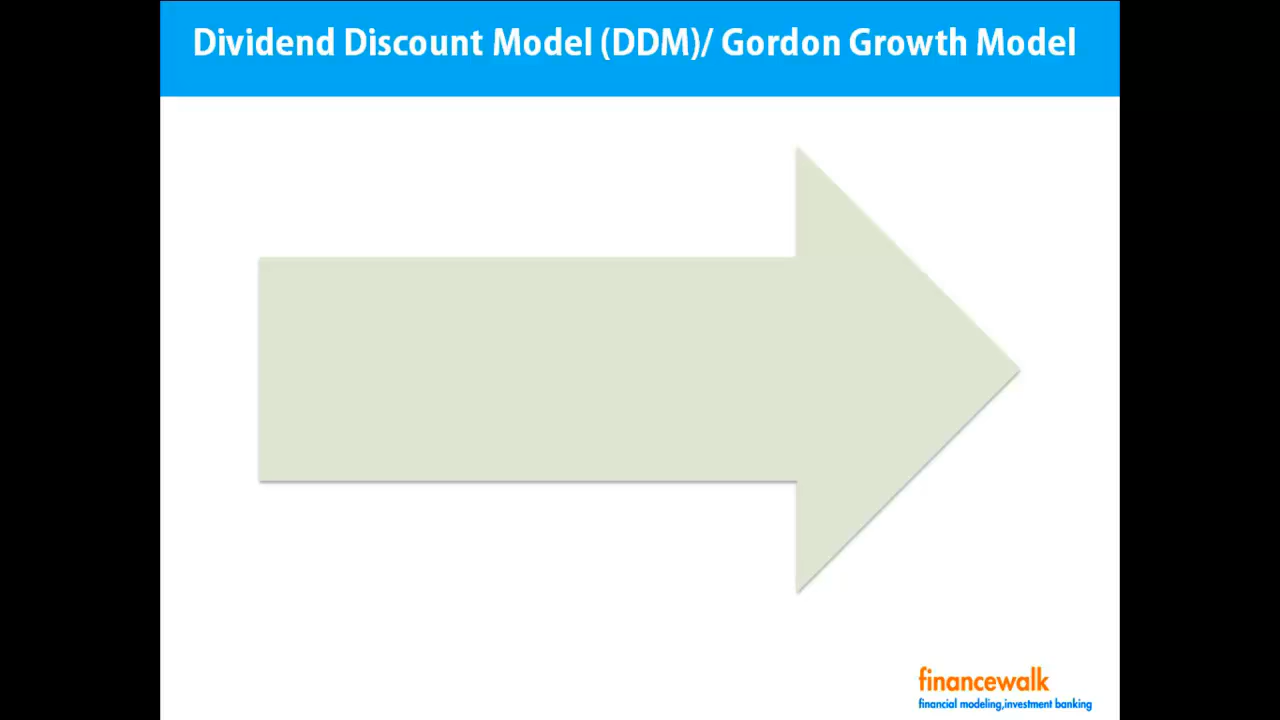 Dividend Discount Model (DDM)/ Gordon Growth Model
financewalk
financial modeling,investment banking